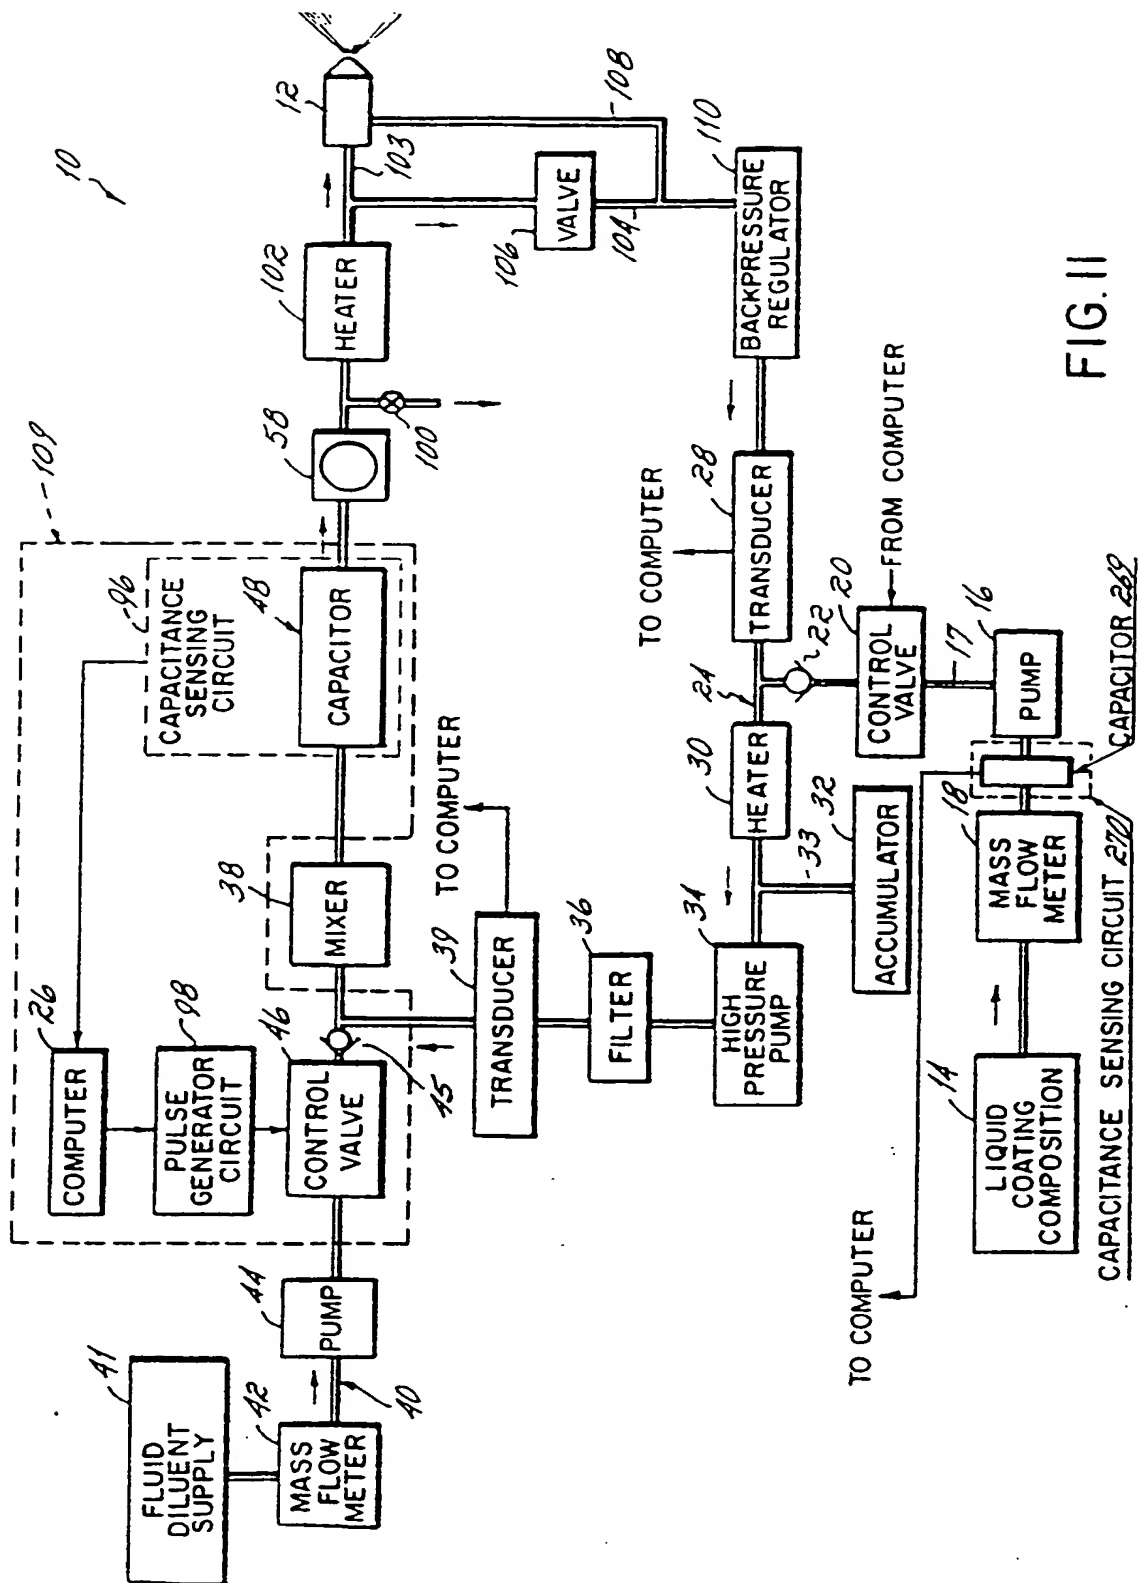 10
109
96
CAPACITANCE
SENSING
CIRCUIT
26
COMPUTER
98
PULSE
GENERATOR
CIRCUIT
46
CONTROL
VALVE
45
38
MIXER
48
CAPACITOR
58
100
102
HEATER
103
12
108
106
VALVE
104
110
BACKPRESSURE
REGULATOR
41
FLUID
DILUENT
SUPPLY
42
MASS
FLOW
METER
40
44
PUMP
TO COMPUTER
39
TRANSDUCER
36
FILTER
34
HIGH
PRESSURE
PUMP
33
32
ACCUMULATOR
30
HEATER
24
TO COMPUTER
28
TRANSDUCER
22
20
CONTROL
VALVE
FROM COMPUTER
17
16
PUMP
CAPACITOR 269
18
MASS
FLOW
METER
14
LIQUID
COATING
COMPOSITION
TO COMPUTER
CAPACITANCE SENSING CIRCUIT 270
FIG. 11